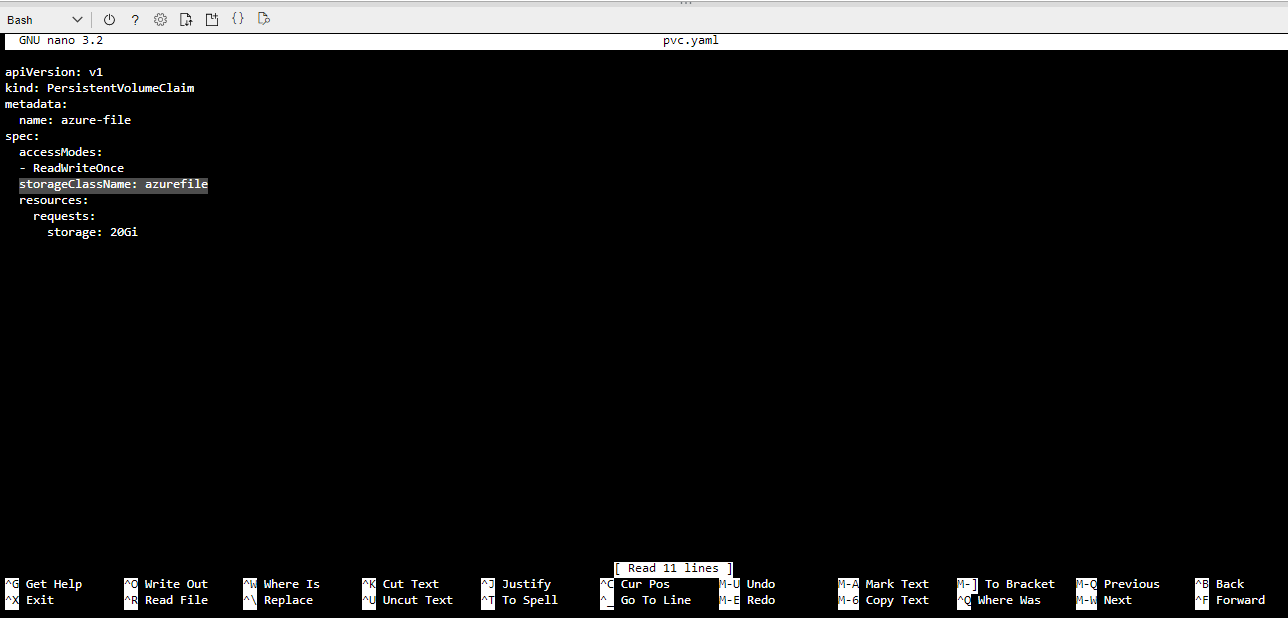 Bash
?
{}
GNU nano 3.2 pvc.yaml
apiVersion: v1
kind: PersistentVolumeClaim
metadata:
  name: azure-file
spec:
  accessModes:
  - ReadWriteOnce
  storageClassName: azurefile
  resources:
    requests:
      storage: 20Gi
[ Read 11 lines ]
^G Get Help ^O Write Out ^W Where Is ^K Cut Text ^J Justify ^C Cur Pos M-U Undo M-A Mark Text M-] To Bracket M-Q Previous ^B Back
^X Exit ^R Read File ^\ Replace ^U Uncut Text ^T To Spell ^_ Go To Line M-E Redo M-6 Copy Text ^Q Where Was M-W Next ^F Forward